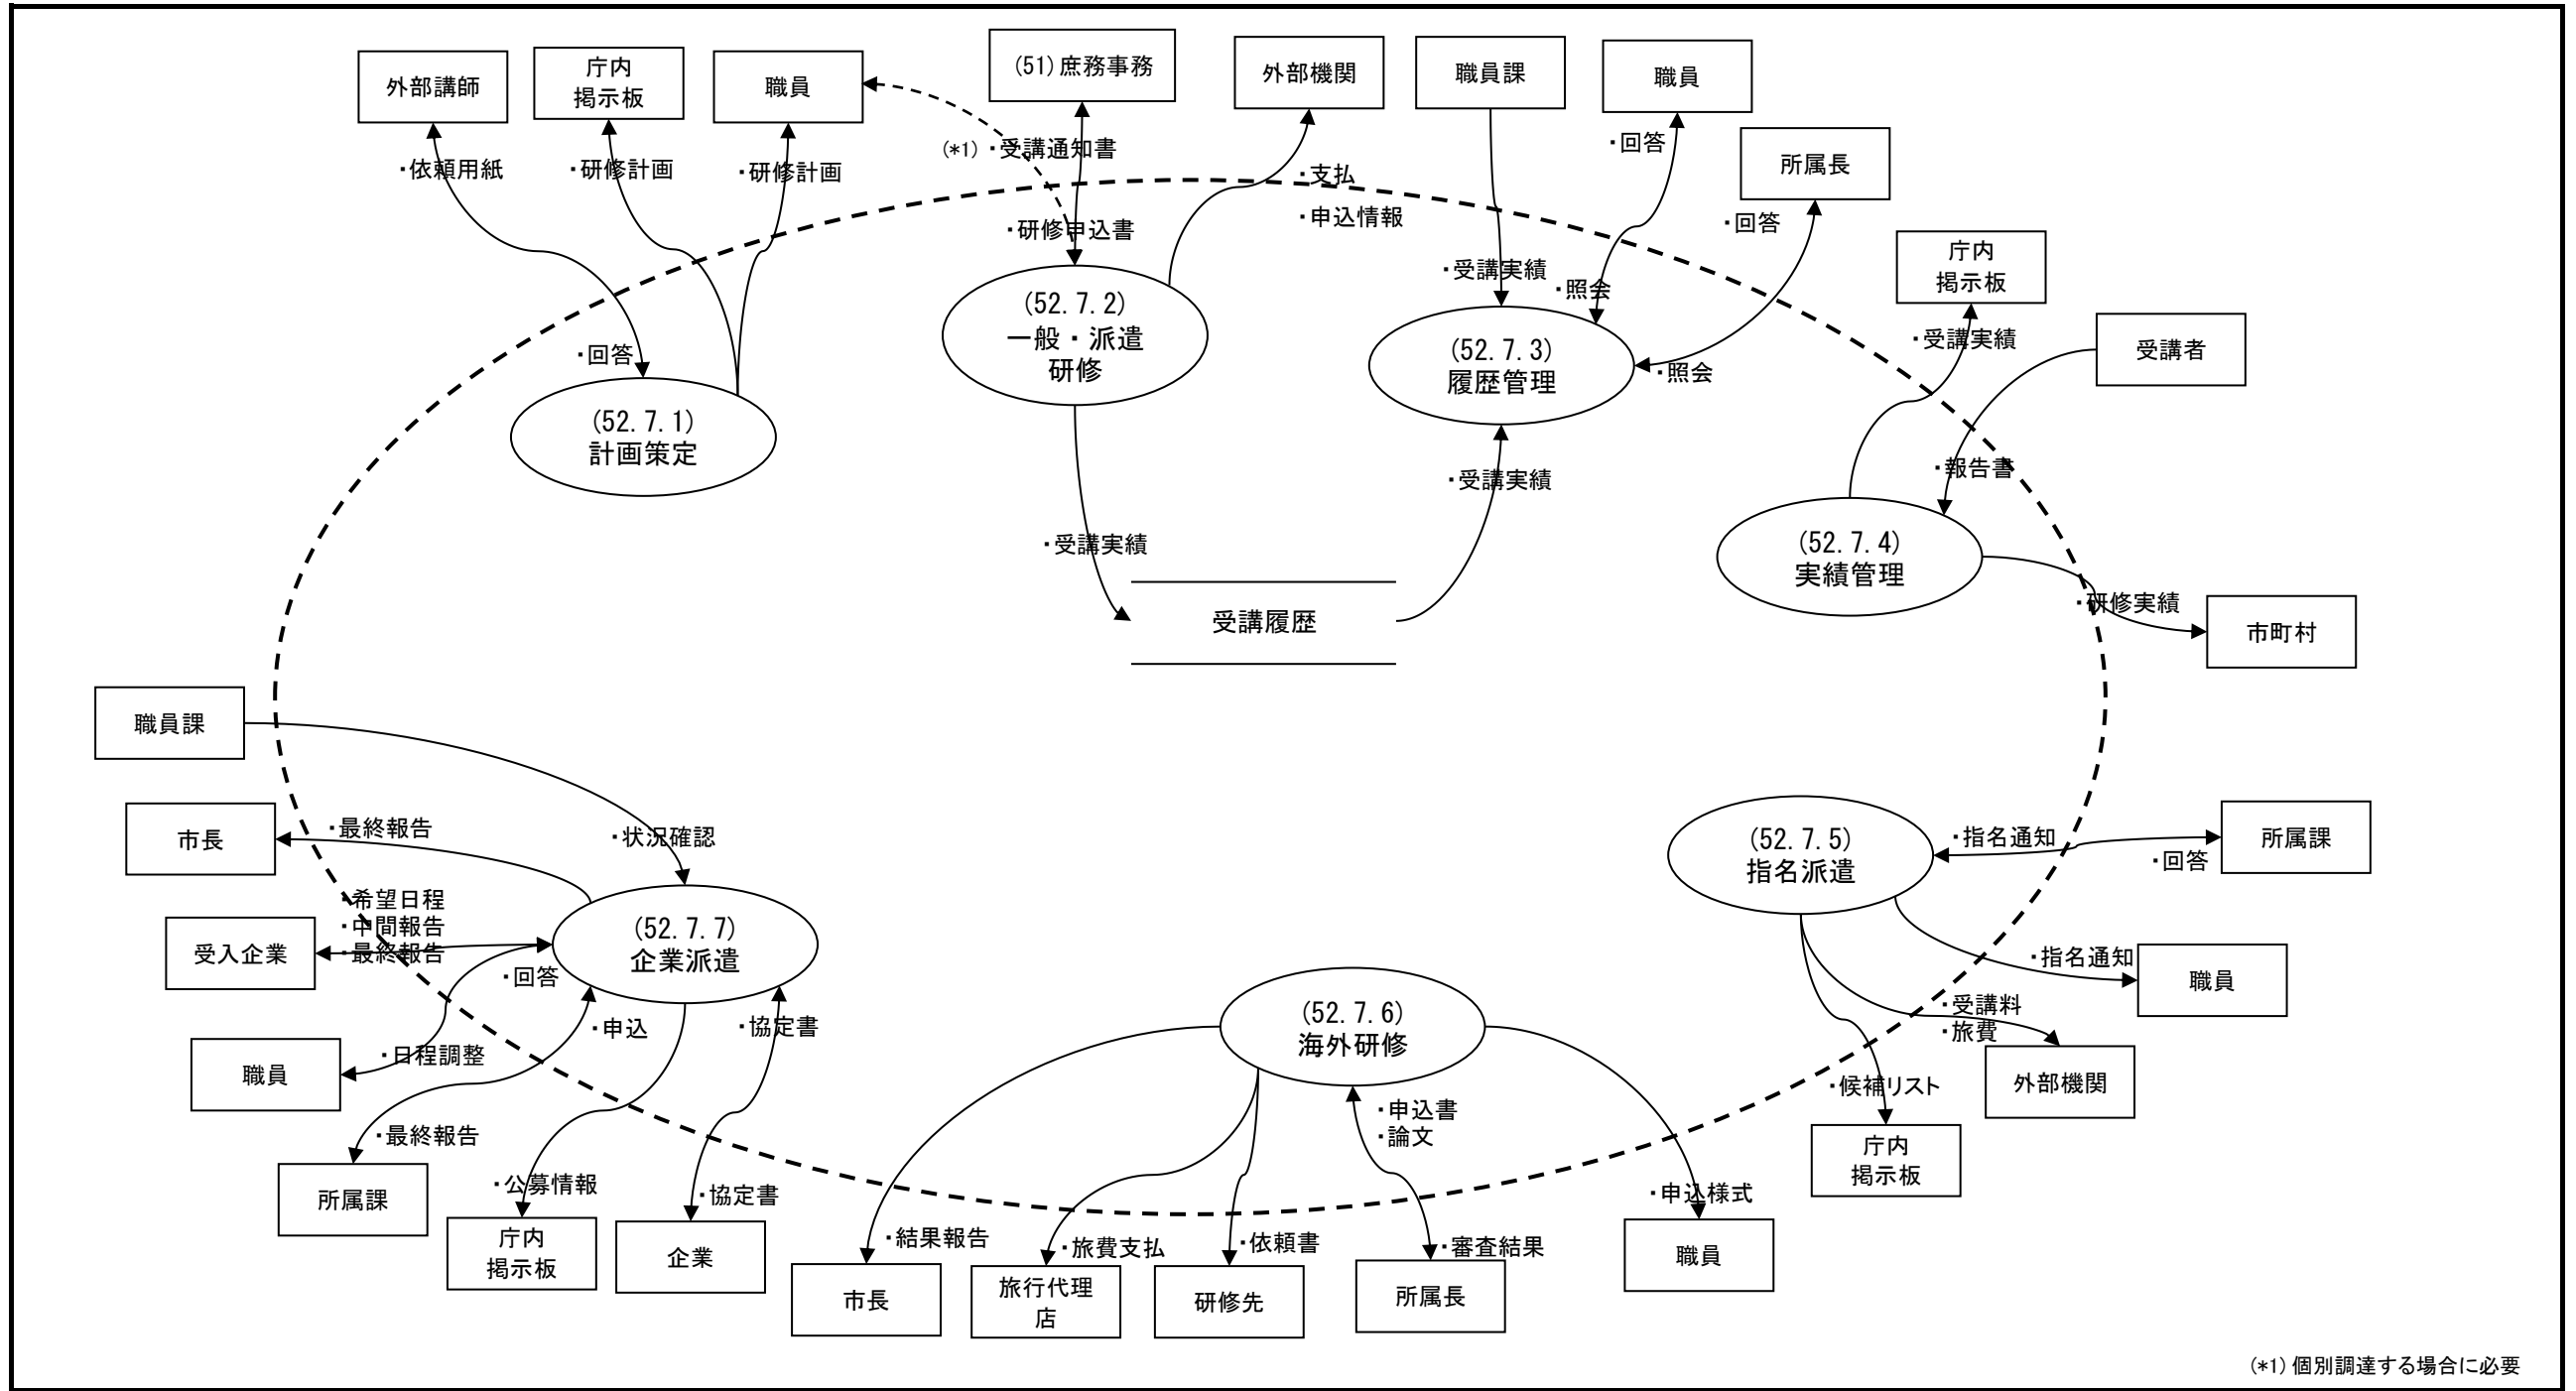 外部講師
庁内
掲示板
職員
(51)庶務事務
外部機関
職員課
職員
所属長
・依頼用紙
・研修計画
・研修計画
(*1)・受講通知書
・研修申込書
・支払
・申込情報
・回答
・回答
・受講実績
・照会
・照会
・回答
(52.7.1)
計画策定
(52.7.2)
一般・派遣
研修
(52.7.3)
履歴管理
庁内
掲示板
・受講実績
受講者
・報告書
・受講実績
・受講実績
受講履歴
(52.7.4)
実績管理
・研修実績
市町村
職員課
市長
・最終報告
・状況確認
・希望日程
・中間報告
・最終報告
受入企業
・回答
(52.7.7)
企業派遣
職員
・日程調整
・申込
・協定書
・最終報告
所属課
・公募情報
庁内
掲示板
・協定書
企業
(52.7.5)
指名派遣
・指名通知
・回答
所属課
・指名通知
職員
・受講料
・旅費
外部機関
・候補リスト
庁内
掲示板
(52.7.6)
海外研修
・申込書
・論文
・結果報告
市長
・旅費支払
旅行代理
店
・依頼書
研修先
・審査結果
所属長
・申込様式
職員
(*1)個別調達する場合に必要